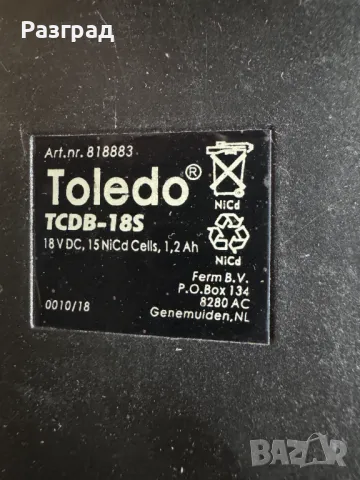 Разград
Art.nr. 818883
Toledo®
TCDB-18S
18 V DC, 15 NiCd Cells, 1,2 Ah
NiCd
NiCd
Ferm B.V.
P.O.Box 134
8280 AC
Genemuiden,NL
0010/18
BAZAR